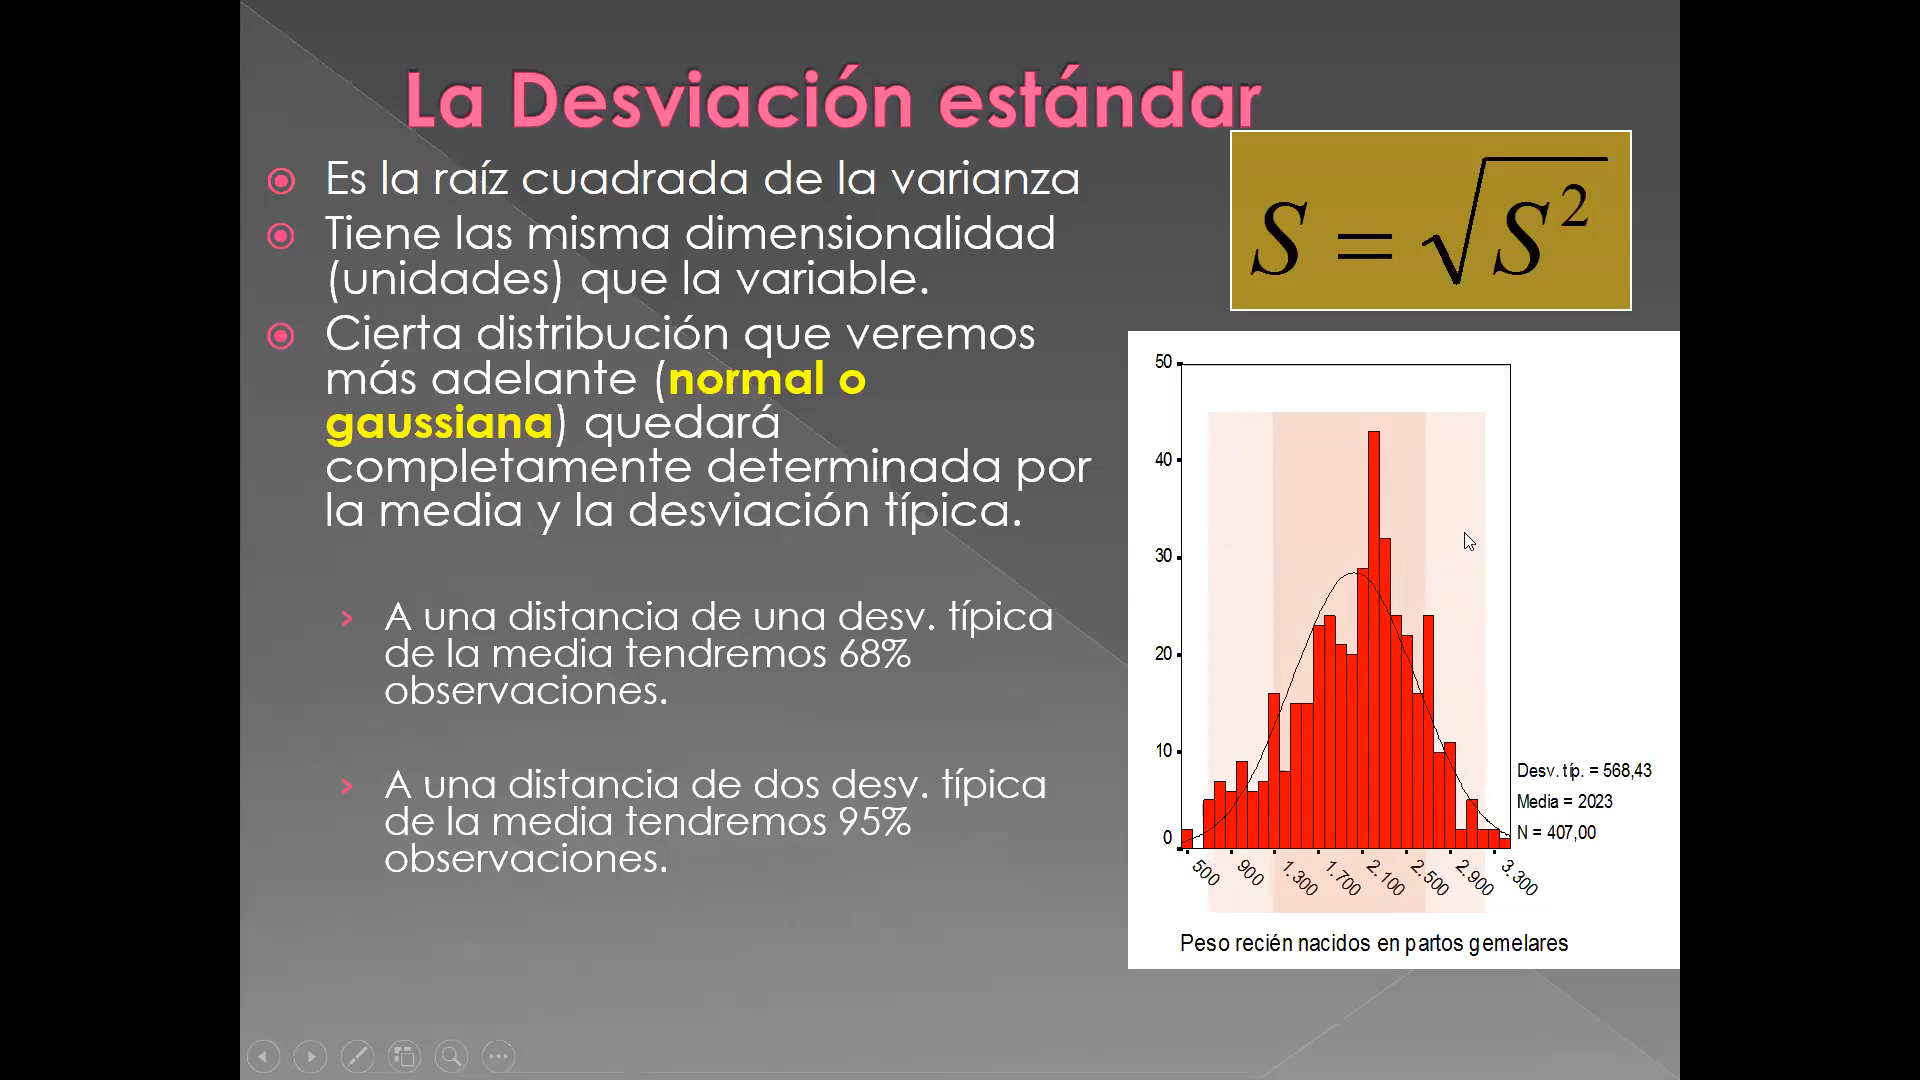 La Desviación estándar
Es la raíz cuadrada de la varianza
Tiene las misma dimensionalidad
(unidades) que la variable.
Cierta distribución que veremos
más adelante (normal o
gaussiana) quedará
completamente determinada por
la media y la desviación típica.
A una distancia de una desv. típica
de la media tendremos 68%
observaciones.
A una distancia de dos desv. típica
de la media tendremos 95%
observaciones.
S = √S²
50
40
30
20
10
0
500
900
1.300
1.700
2.100
2.500
2.900
3.300
Desv. típ. = 568,43
Media = 2023
N = 407,00
Peso recién nacidos en partos gemelares